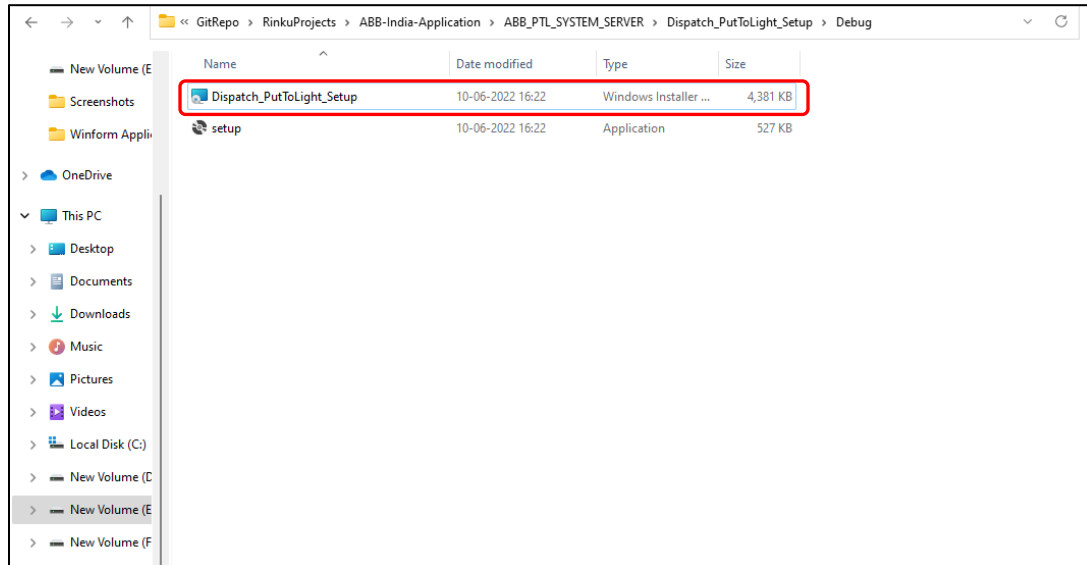 « GitRepo > RinkuProjects > ABB-India-Application > ABB_PTL_SYSTEM_SERVER > Dispatch_PutToLight_Setup > Debug
Name Date modified Type Size
Dispatch_PutToLight_Setup 10-06-2022 16:22 Windows Installer ... 4,381 KB
setup 10-06-2022 16:22 Application 527 KB
New Volume (E
Screenshots
Winform Appli
OneDrive
This PC
Desktop
Documents
Downloads
Music
Pictures
Videos
Local Disk (C:)
New Volume (D
New Volume (E
New Volume (F